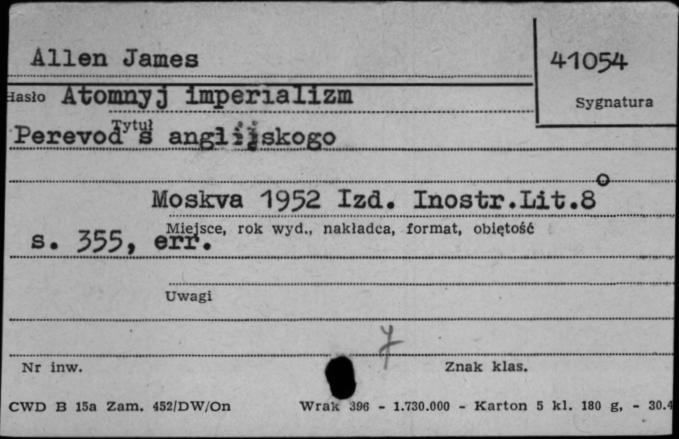 Allen James
41054
Hasło Atomnyj imperializm
Sygnatura
Tytuł
Perevod s anglijskogo
Moskva 1952 Izd. Inostr.Lit.8°
Miejsce, rok wyd., nakładca, format, obiętość
s. 355, err.
Uwagi
7
Nr inw.
Znak klas.
CWD B 15a Zam. 452/DW/On Wrak 396 - 1.730.000 - Karton 5 kl. 180 g, - 30.4